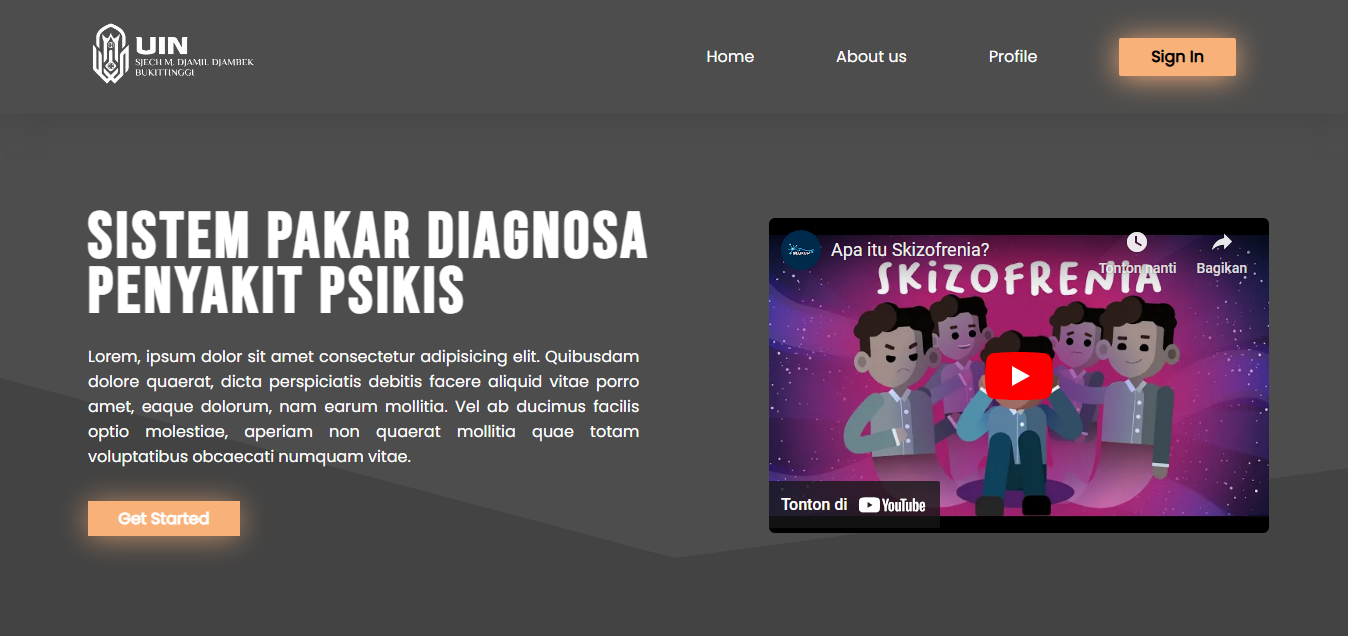 UIN
SJECH M. DJAMIL DJAMBEK
BUKITTINGGI
Home
About us
Profile
Sign In
SISTEM PAKAR DIAGNOSA
PENYAKIT PSIKIS
Lorem, ipsum dolor sit amet consectetur adipisicing elit. Quibusdam
dolore quaerat, dicta perspiciatis debitis facere aliquid vitae porro
amet, eaque dolorum, nam earum mollitia. Vel ab ducimus facilis
optio molestiae, aperiam non quaerat mollitia quae totam
voluptatibus obcaecati numquam vitae.
Get Started
Apa itu Skizofrenia?
Tonton nanti
Bagikan
SKiZOFRENIA
Tonton di YouTube